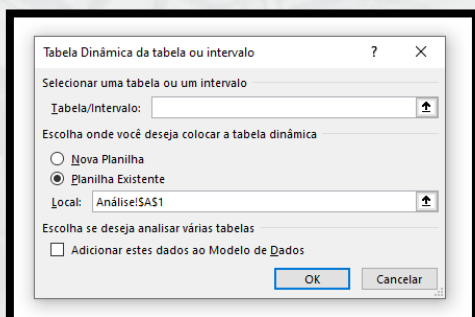 Tabela Dinâmica da tabela ou intervalo ? ×
Selecionar uma tabela ou um intervalo
Tabela/Intervalo:
Escolha onde você deseja colocar a tabela dinâmica
Nova Planilha
Planilha Existente
Local: Análise!$A$1
Escolha se deseja analisar várias tabelas
Adicionar estes dados ao Modelo de Dados
OK Cancelar